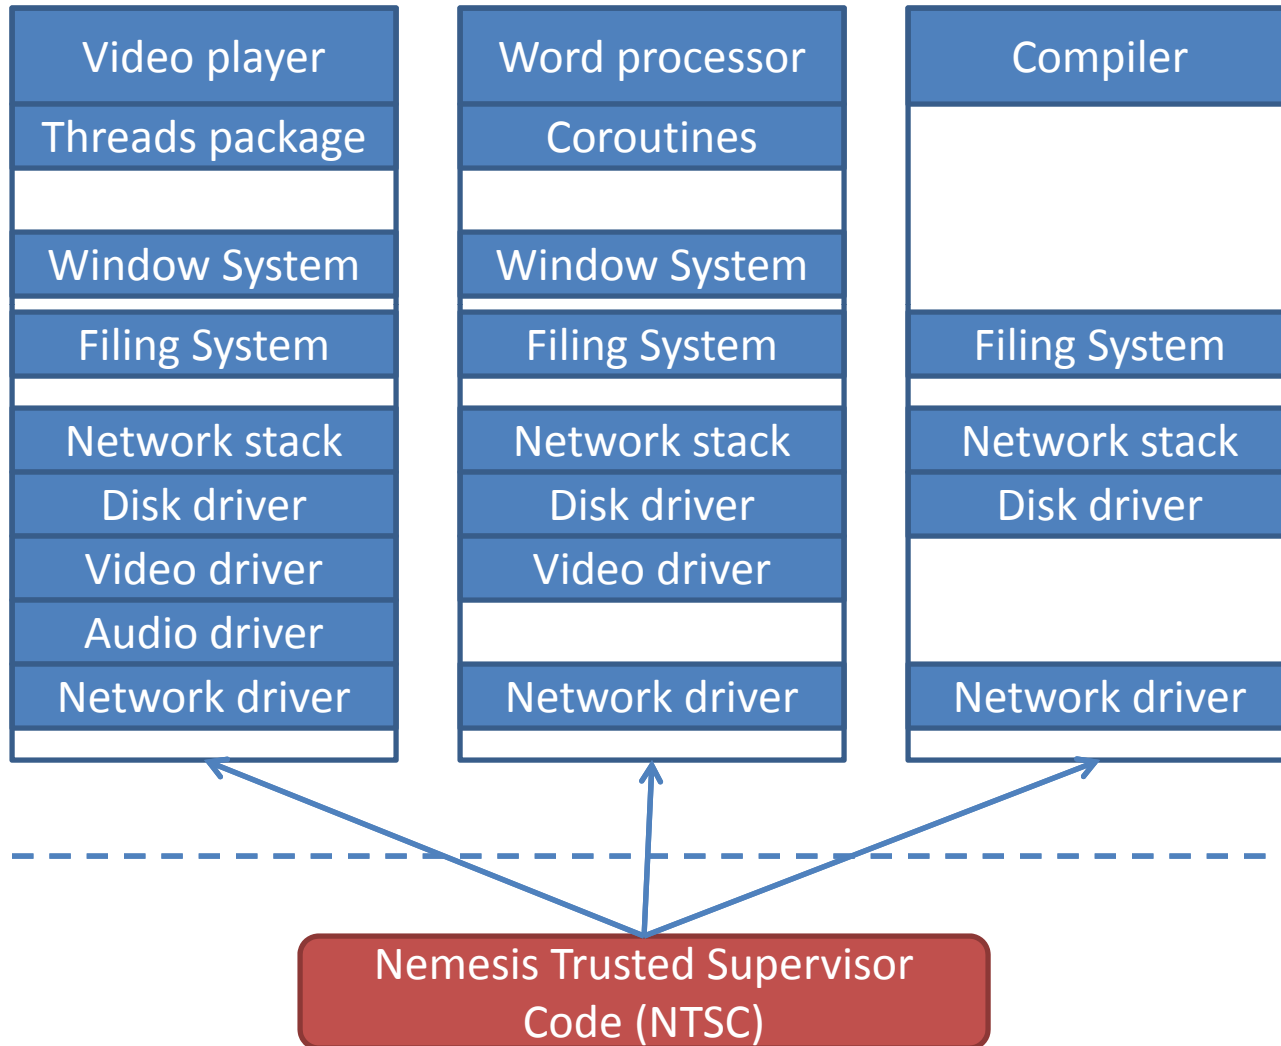 Video player
Threads package
Window System
Filing System
Network stack
Disk driver
Video driver
Audio driver
Network driver
Word processor
Coroutines
Window System
Filing System
Network stack
Disk driver
Video driver
Network driver
Compiler
Filing System
Network stack
Disk driver
Network driver
Nemesis Trusted Supervisor
Code (NTSC)